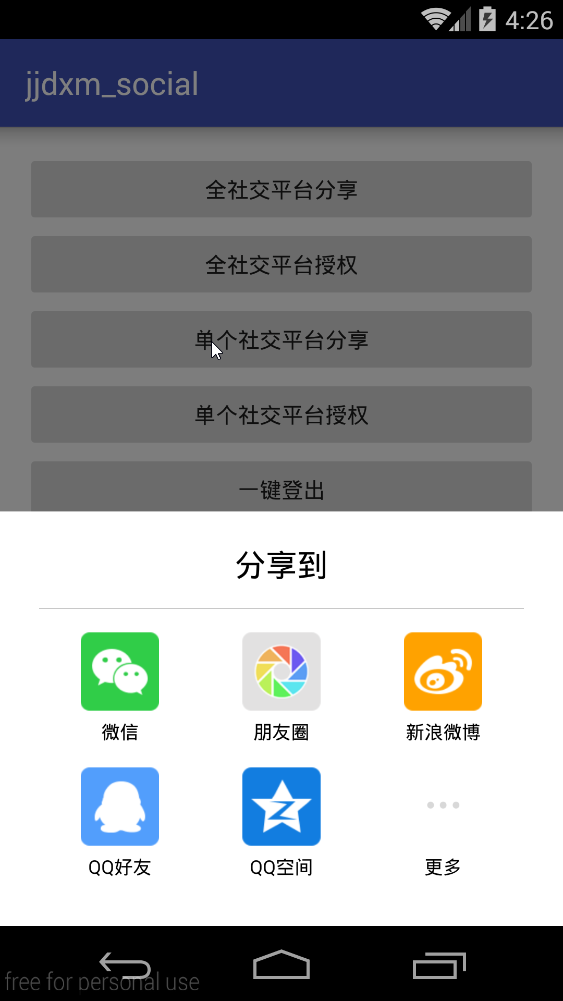 4:26
jjdxm_social
全社交平台分享
全社交平台授权
单个社交平台分享
单个社交平台授权
一键登出
分享到
微信
朋友圈
新浪微博
QQ好友
QQ空间
更多
free for personal use